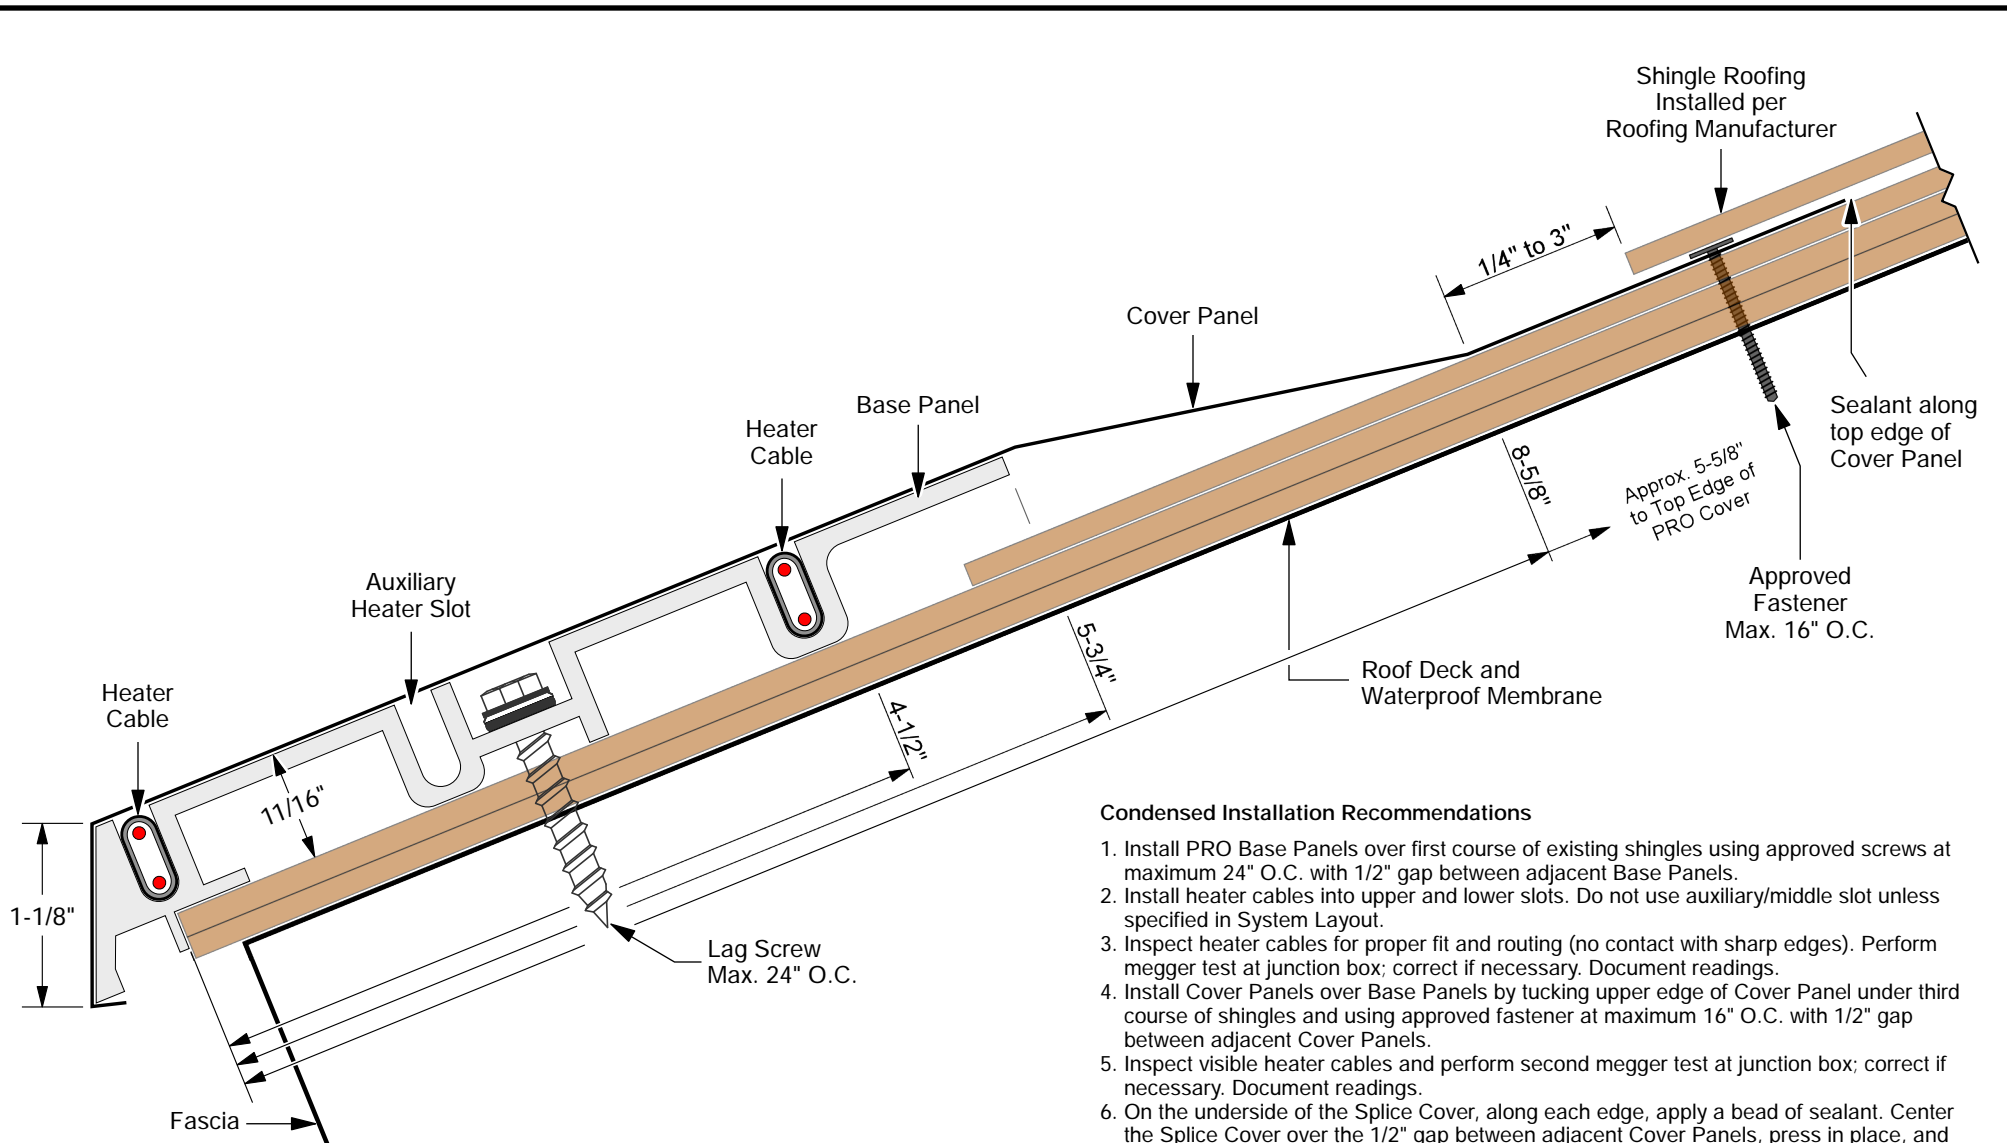 Shingle Roofing
Installed per
Roofing Manufacturer
1/4" to 3"
Cover Panel
Base Panel
Heater
Cable
Sealant along
top edge of
Cover Panel
8-5/8"
Approx. 5-5/8"
to Top Edge of
PRO Cover
Approved
Fastener
Max. 16" O.C.
Auxiliary
Heater Slot
5-3/4"
Roof Deck and
Waterproof Membrane
Heater
Cable
4-1/2"
11/16"
1-1/8"
Lag Screw
Max. 24" O.C.
Fascia
Condensed Installation Recommendations
1. Install PRO Base Panels over first course of existing shingles using approved screws at
maximum 24" O.C. with 1/2" gap between adjacent Base Panels.
2. Install heater cables into upper and lower slots. Do not use auxiliary/middle slot unless
specified in System Layout.
3. Inspect heater cables for proper fit and routing (no contact with sharp edges). Perform
megger test at junction box; correct if necessary. Document readings.
4. Install Cover Panels over Base Panels by tucking upper edge of Cover Panel under third
course of shingles and using approved fastener at maximum 16" O.C. with 1/2" gap
between adjacent Cover Panels.
5. Inspect visible heater cables and perform second megger test at junction box; correct if
necessary. Document readings.
6. On the underside of the Splice Cover, along each edge, apply a bead of sealant. Center
the Splice Cover over the 1/2" gap between adjacent Cover Panels, press in place, and